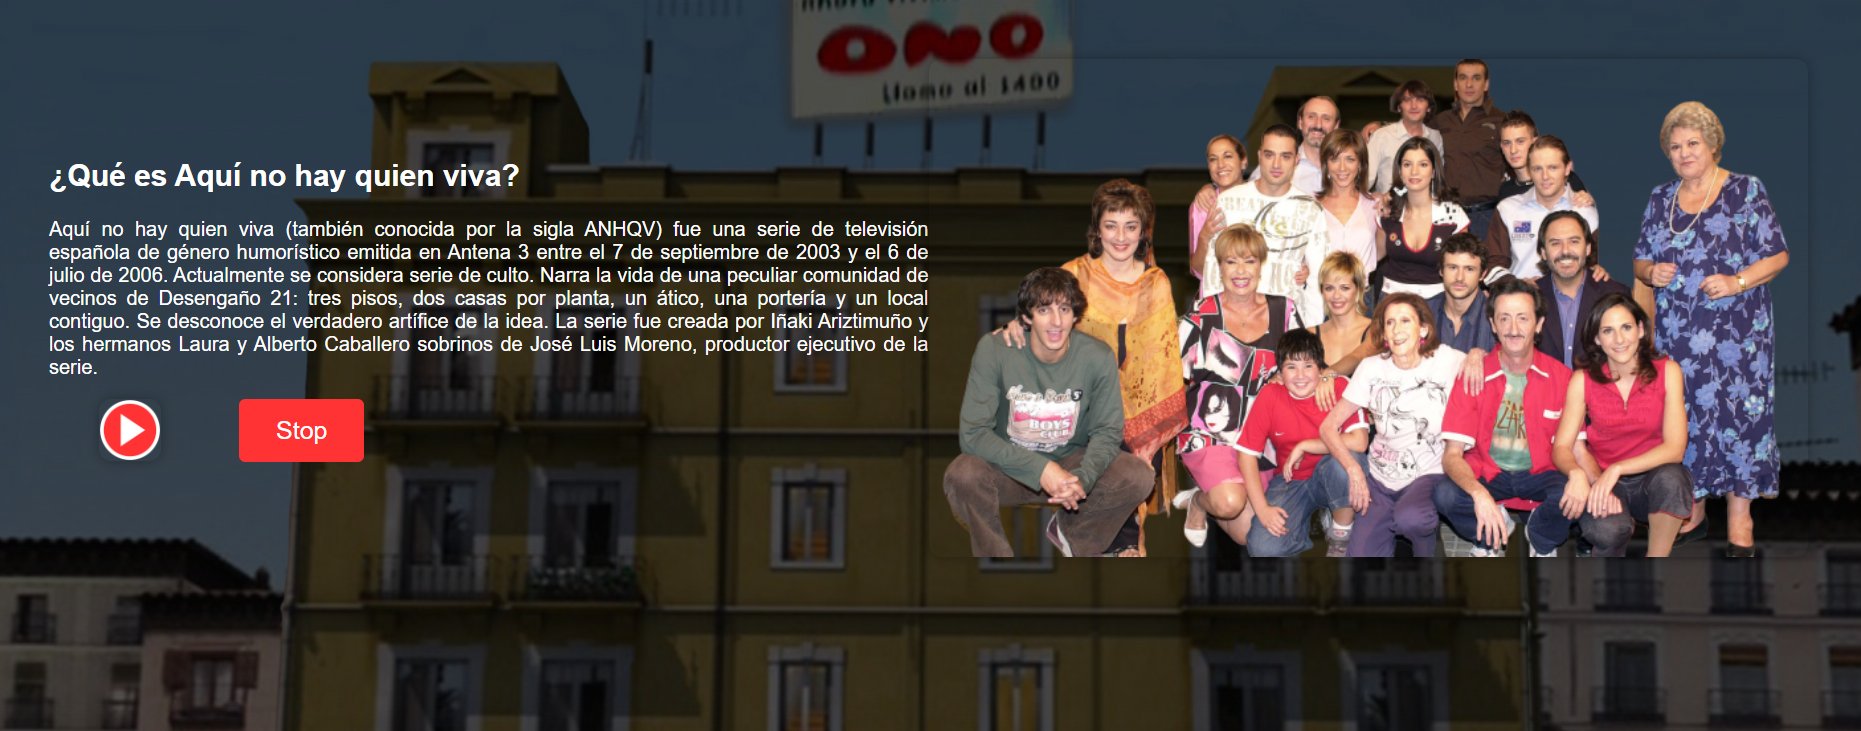 ONO
Llama al 1400
¿Qué es Aquí no hay quien viva?
Aquí no hay quien viva (también conocida por la sigla ANHQV) fue una serie de televisión
española de género humorístico emitida en Antena 3 entre el 7 de septiembre de 2003 y el 6 de
julio de 2006. Actualmente se considera serie de culto. Narra la vida de una peculiar comunidad de
vecinos de Desengaño 21: tres pisos, dos casas por planta, un ático, una portería y un local
contiguo. Se desconoce el verdadero artífice de la idea. La serie fue creada por Iñaki Ariztimuño y
los hermanos Laura y Alberto Caballero sobrinos de José Luis Moreno, productor ejecutivo de la
serie.
Stop
BOYS
CLUB